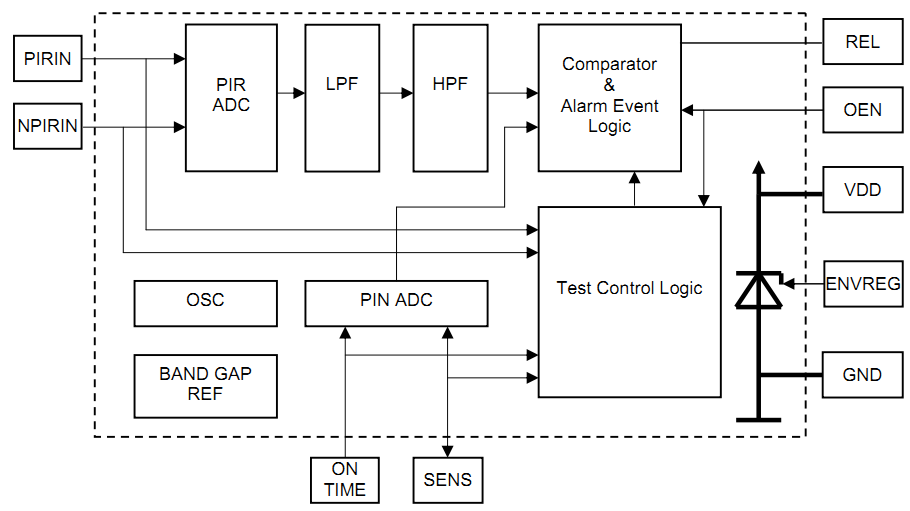 PIRIN
NPIRIN
PIR
ADC
LPF
HPF
Comparator
&
Alarm Event
Logic
REL
OEN
VDD
ENVREG
GND
OSC
PIN ADC
Test Control Logic
BAND GAP
REF
ON
TIME
SENS